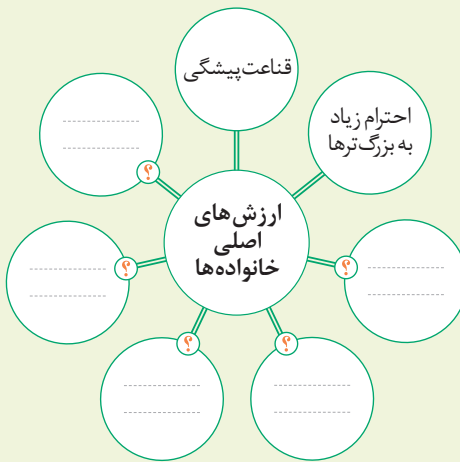 قناعت‌پیشگی
احترام زیاد
به بزرگ‌ترها
ارزش‌های
اصلی
خانواده‌ها
؟
؟
؟
؟
؟